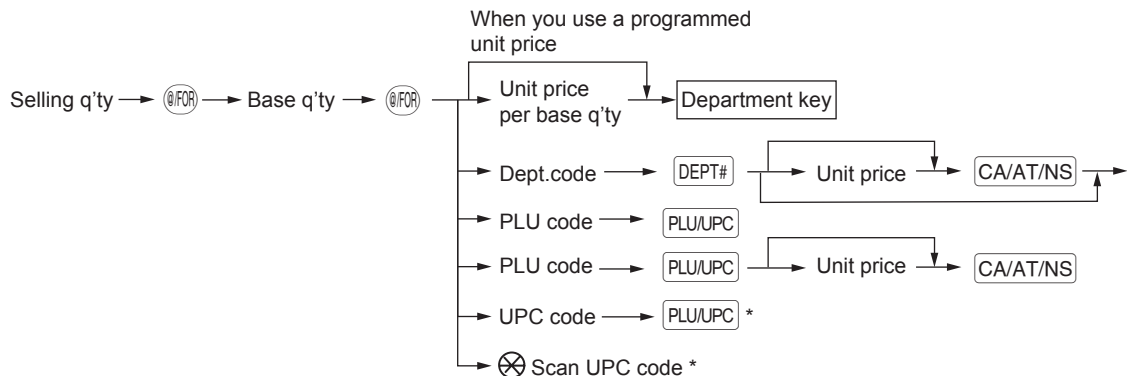 When you use a programmed
unit price
Selling q’ty @/FOR Base q’ty @/FOR Unit price
per base q’ty Department key
Dept.code DEPT# Unit price CA/AT/NS
PLU code PLU/UPC
PLU code PLU/UPC Unit price CA/AT/NS
UPC code PLU/UPC *
Scan UPC code *